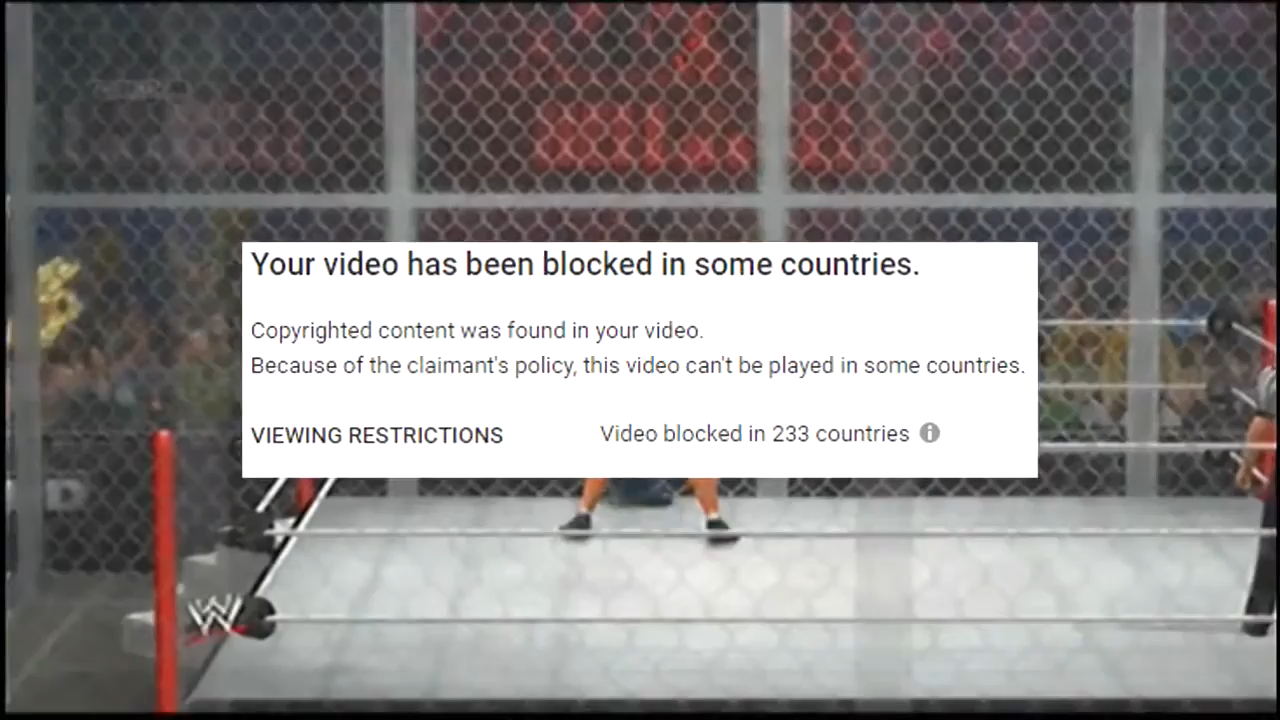 Your video has been blocked in some countries.
Copyrighted content was found in your video.
Because of the claimant's policy, this video can't be played in some countries.
VIEWING RESTRICTIONS Video blocked in 233 countries
W